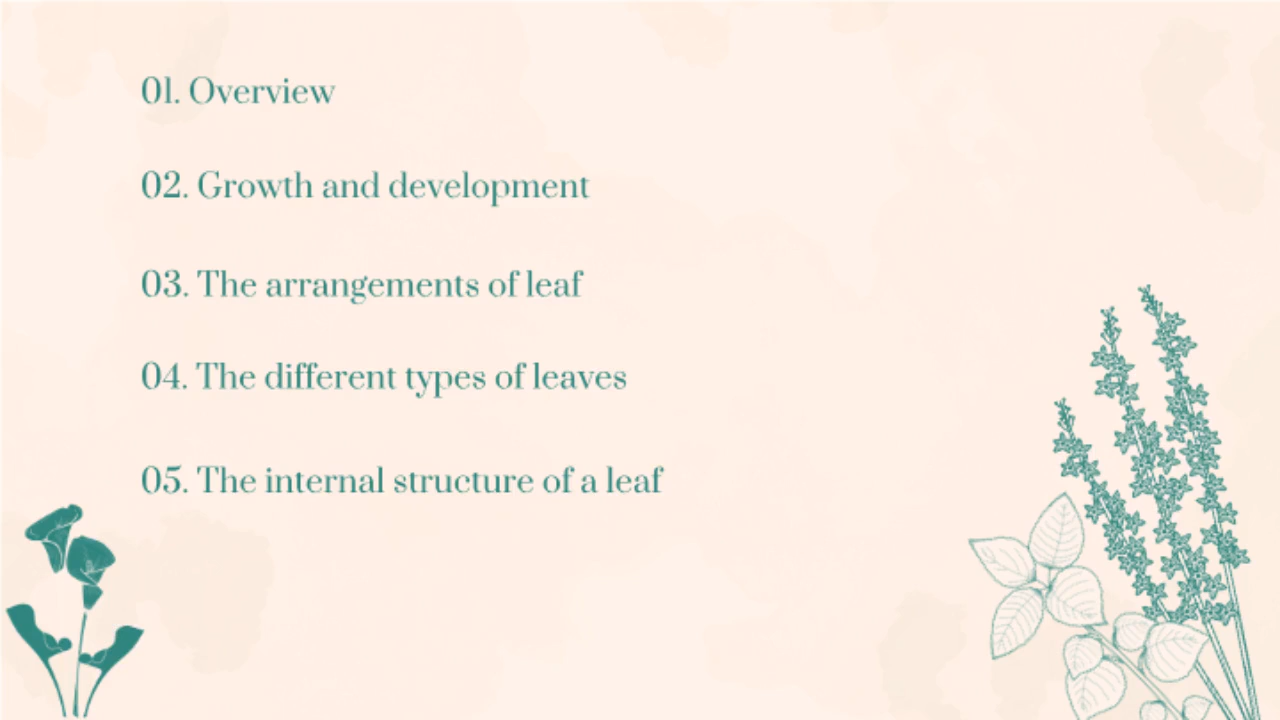 01. Overview
02. Growth and development
03. The arrangements of leaf
04. The different types of leaves
05. The internal structure of a leaf